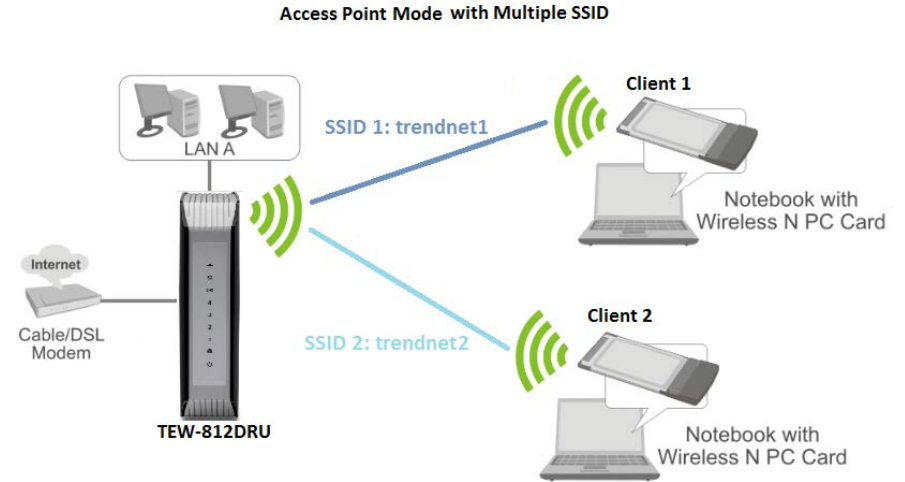 Access Point Mode with Multiple SSID
Client 1
SSID 1: trendnet1
LAN A
Notebook with
Wireless N PC Card
Internet
Cable/DSL
Modem
Client 2
SSID 2: trendnet2
TEW-812DRU
Notebook with
Wireless N PC Card